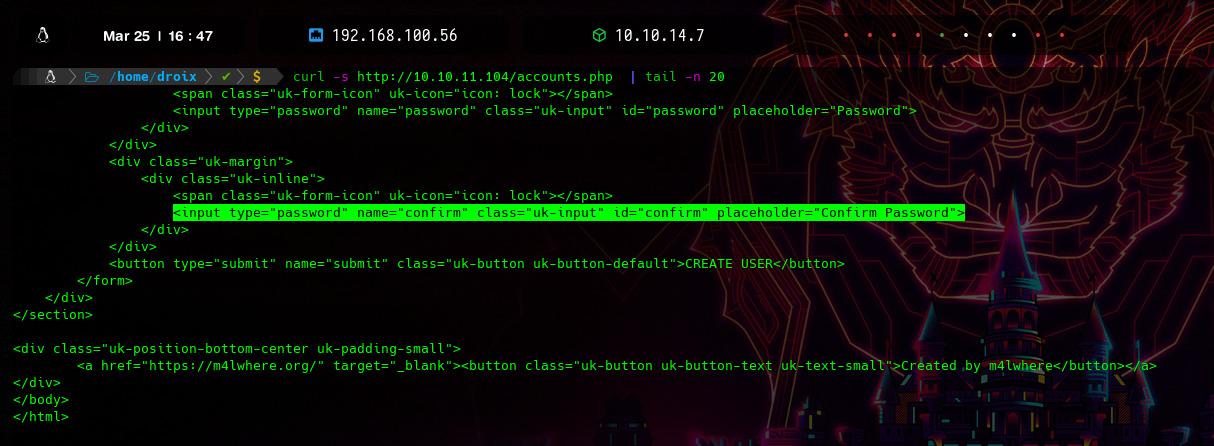 Mar 25 | 16 : 47 192.168.100.56 10.10.14.7
/home/droix ✔ $ curl -s http://10.10.11.104/accounts.php | tail -n 20
<span class="uk-form-icon" uk-icon="icon: lock"></span>
<input type="password" name="password" class="uk-input" id="password" placeholder="Password">
</div>
</div>
<div class="uk-margin">
<div class="uk-inline">
<span class="uk-form-icon" uk-icon="icon: lock"></span>
<input type="password" name="confirm" class="uk-input" id="confirm" placeholder="Confirm Password">
</div>
</div>
<button type="submit" name="submit" class="uk-button uk-button-default">CREATE USER</button>
</form>
</div>
</section>
<div class="uk-position-bottom-center uk-padding-small">
<a href="https://m4lwhere.org/" target="_blank"><button class="uk-button uk-button-text uk-text-small">Created by m4lwhere</button></a>
</div>
</body>
</html>